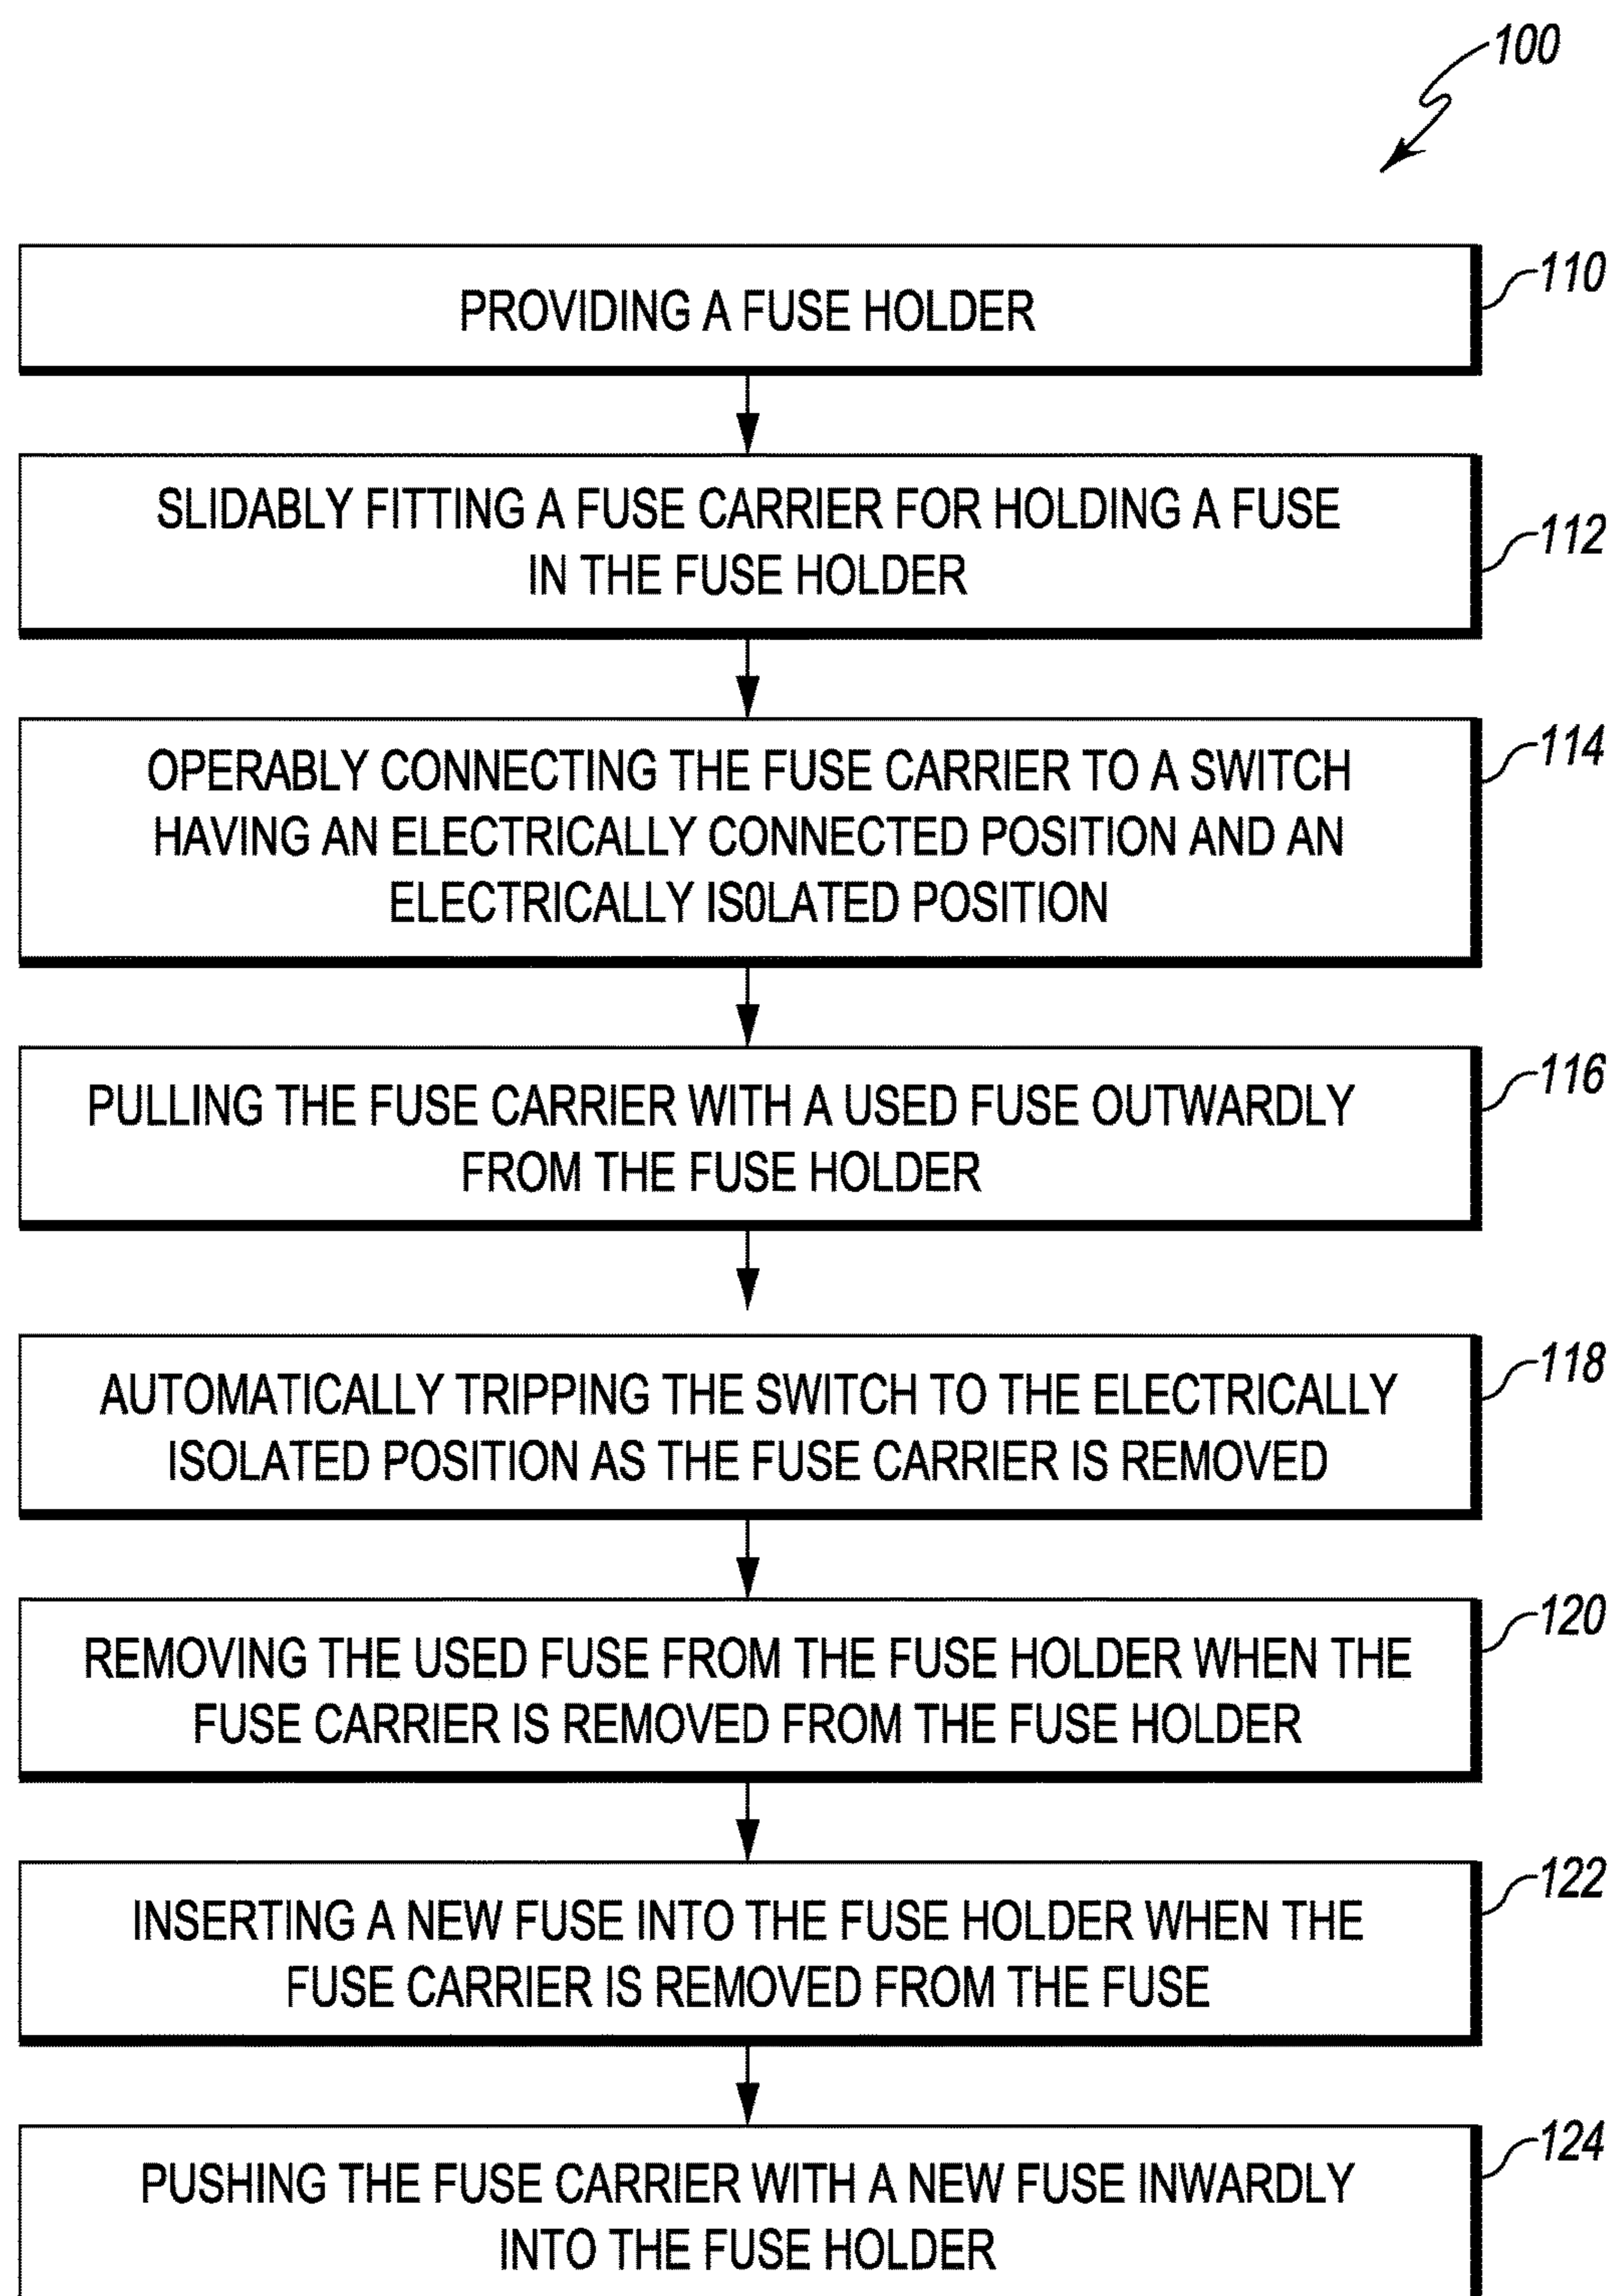 100
PROVIDING A FUSE HOLDER
110
SLIDABLY FITTING A FUSE CARRIER FOR HOLDING A FUSE
IN THE FUSE HOLDER
112
OPERABLY CONNECTING THE FUSE CARRIER TO A SWITCH
HAVING AN ELECTRICALLY CONNECTED POSITION AND AN
ELECTRICALLY IS0LATED POSITION
114
PULLING THE FUSE CARRIER WITH A USED FUSE OUTWARDLY
FROM THE FUSE HOLDER
116
AUTOMATICALLY TRIPPING THE SWITCH TO THE ELECTRICALLY
ISOLATED POSITION AS THE FUSE CARRIER IS REMOVED
118
REMOVING THE USED FUSE FROM THE FUSE HOLDER WHEN THE
FUSE CARRIER IS REMOVED FROM THE FUSE HOLDER
120
INSERTING A NEW FUSE INTO THE FUSE HOLDER WHEN THE
FUSE CARRIER IS REMOVED FROM THE FUSE
122
PUSHING THE FUSE CARRIER WITH A NEW FUSE INWARDLY
INTO THE FUSE HOLDER
124